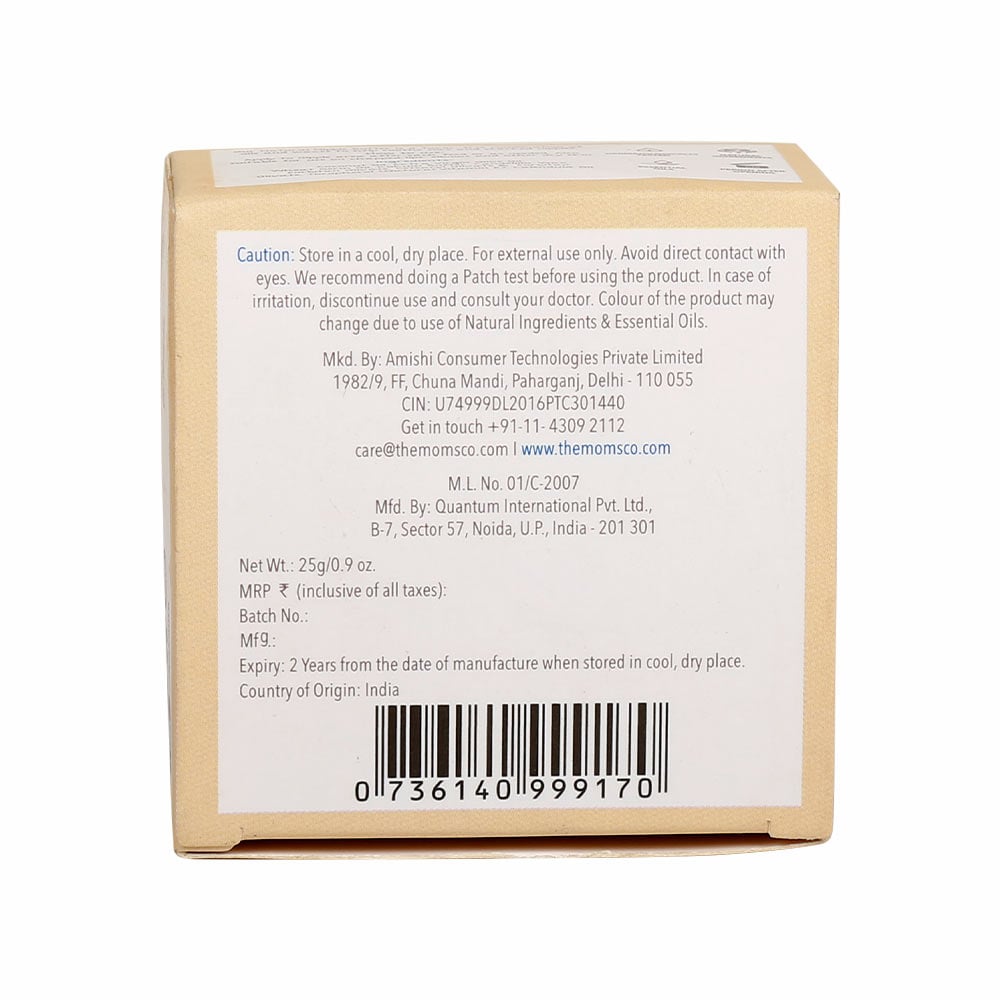 Caution: Store in a cool, dry place. For external use only. Avoid direct contact with
eyes. We recommend doing a Patch test before using the product. In case of
irritation, discontinue use and consult your doctor. Colour of the product may
change due to use of Natural Ingredients & Essential Oils.
Mkd. By: Amishi Consumer Technologies Private Limited
1982/9, FF, Chuna Mandi, Paharganj, Delhi - 110 055
CIN: U74999DL2016PTC301440
Get in touch +91-11- 4309 2112
care@themomsco.com I www.themomsco.com
M.L. No. 01/C-2007
Mfd. By: Quantum International Pvt. Ltd.,
B-7, Sector 57, Noida, U.P., India - 201 301
Net Wt.: 25g/0.9 oz.
MRP ₹ (inclusive of all taxes):
Batch No.:
Mfg.:
Expiry: 2 Years from the date of manufacture when stored in cool, dry place.
Country of Origin: India
0 736140 999170